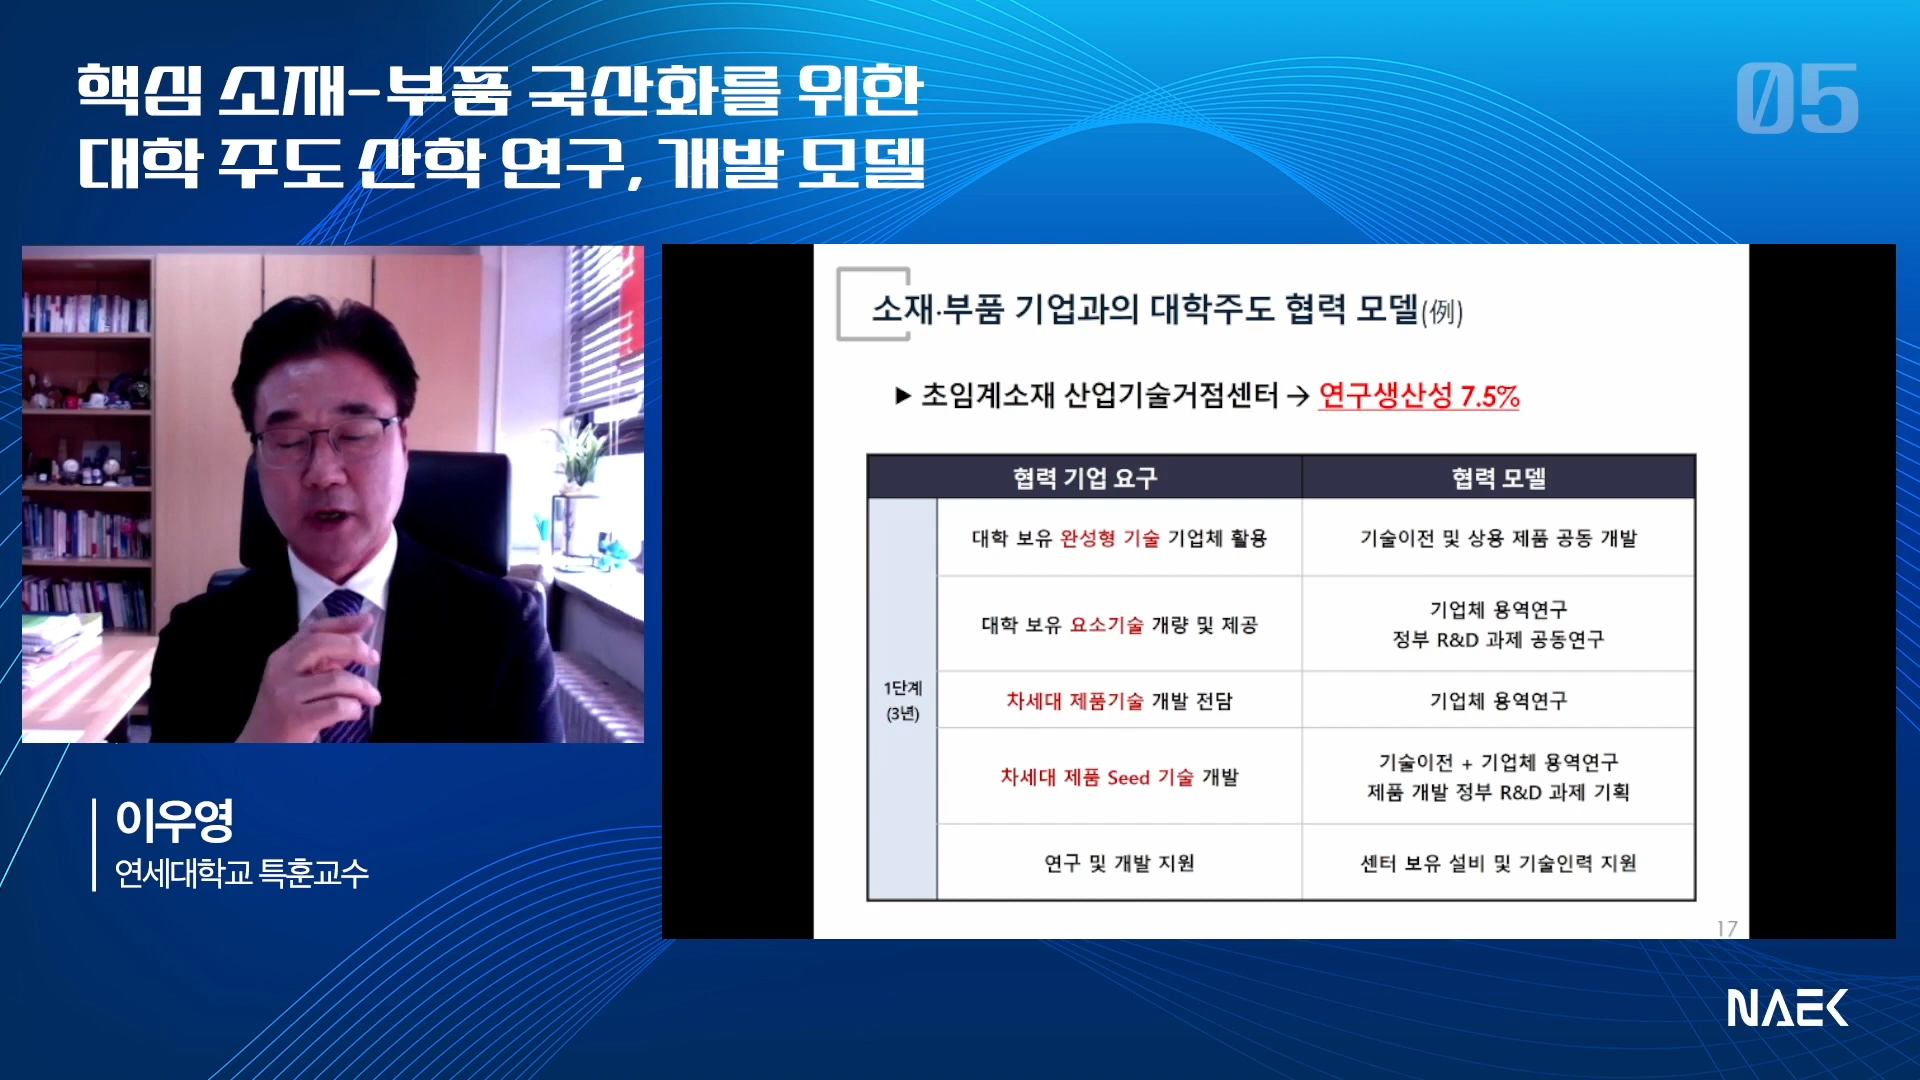 핵심 소재-부품 국산화를 위한
대학 주도 산학 연구, 개발 모델
05
소재·부품 기업과의 대학주도 협력 모델(例)
▶ 초임계소재 산업기술거점센터 → 연구생산성 7.5%
협력 기업 요구 협력 모델
대학 보유 완성형 기술 기업체 활용 기술이전 및 상용 제품 공동 개발
대학 보유 요소기술 개량 및 제공 기업체 용역연구
정부 R&D 과제 공동연구
1단계
(3년)
차세대 제품기술 개발 전담 기업체 용역연구
차세대 제품 Seed 기술 개발 기술이전 + 기업체 용역연구
제품 개발 정부 R&D 과제 기획
연구 및 개발 지원 센터 보유 설비 및 기술인력 지원
17
이우영
연세대학교 특훈교수
NAEK